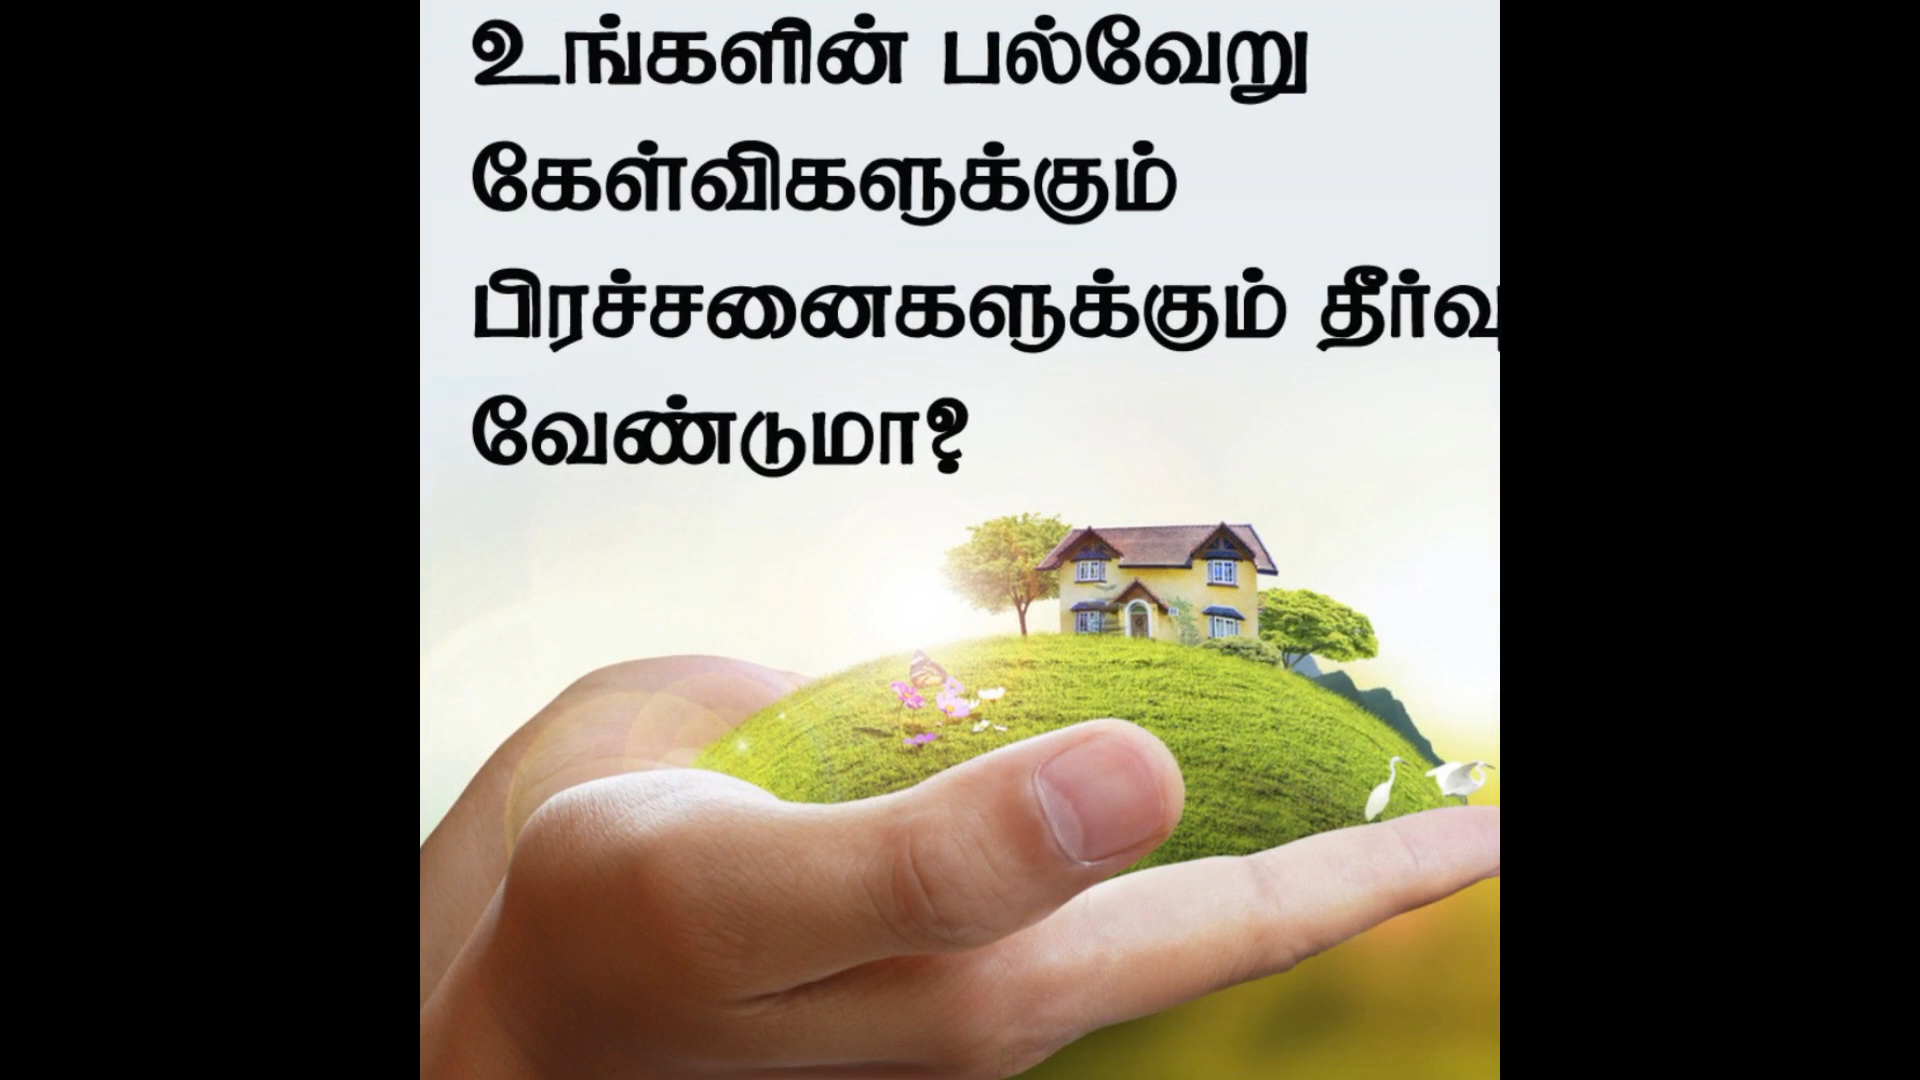 உங்களின் பல்வேறு
கேள்விகளுக்கும்
பிரச்சனைகளுக்கும் தீர்வு
வேண்டுமா?